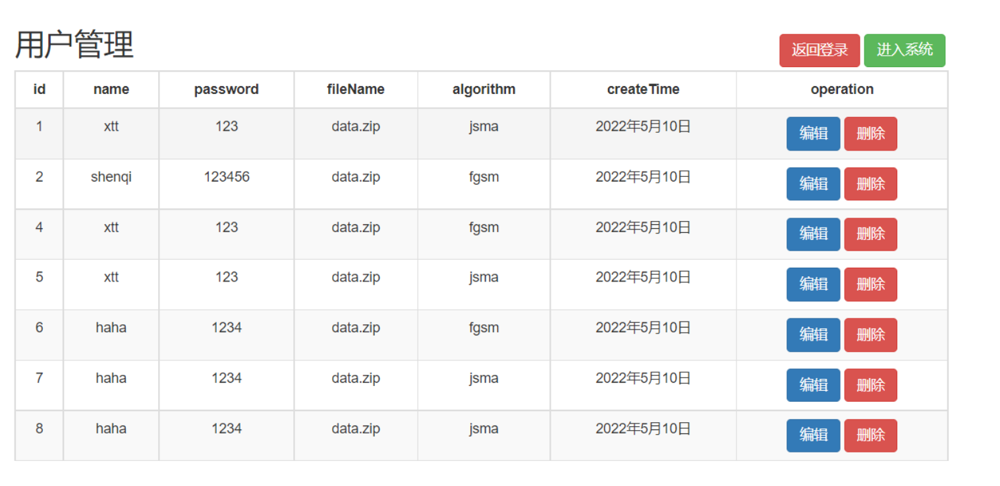 用户管理
返回登录 进入系统
id name password fileName algorithm createTime operation
1 xtt 123 data.zip jsma 2022年5月10日 编辑 删除
2 shenqi 123456 data.zip fgsm 2022年5月10日 编辑 删除
4 xtt 123 data.zip fgsm 2022年5月10日 编辑 删除
5 xtt 123 data.zip jsma 2022年5月10日 编辑 删除
6 haha 1234 data.zip fgsm 2022年5月10日 编辑 删除
7 haha 1234 data.zip jsma 2022年5月10日 编辑 删除
8 haha 1234 data.zip jsma 2022年5月10日 编辑 删除